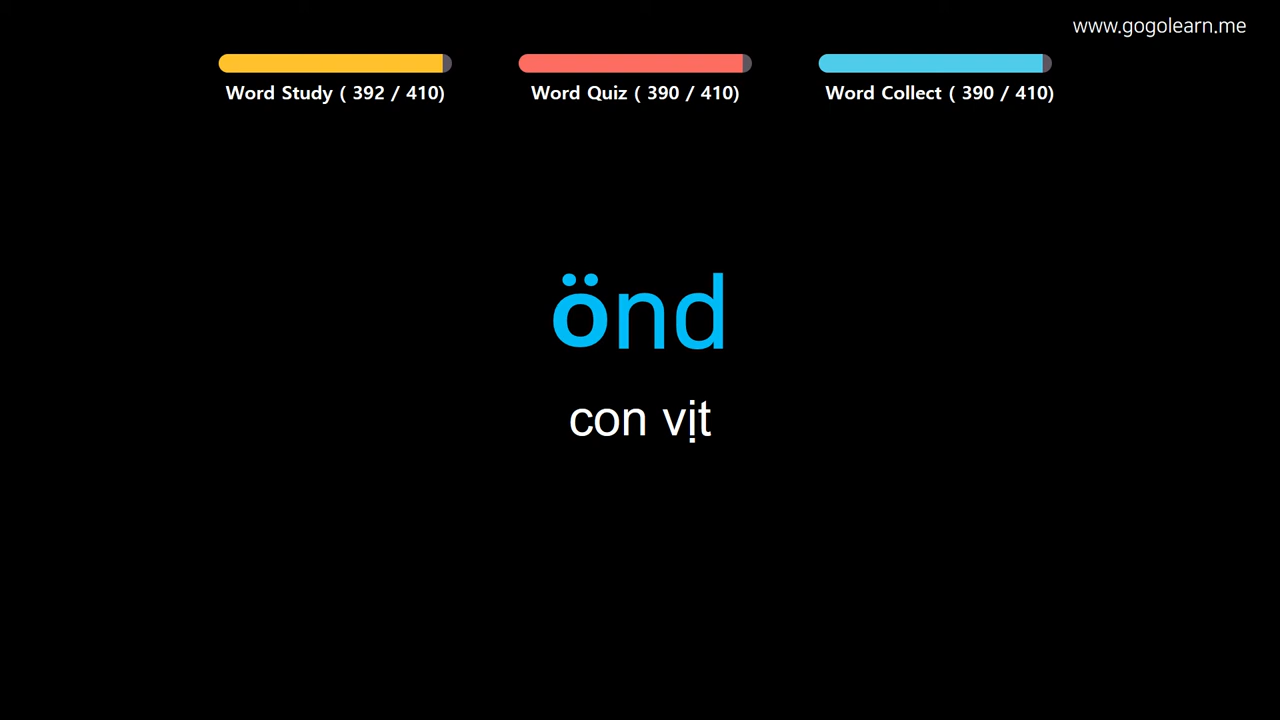 www.gogolearn.me
Word Study ( 392 / 410)
Word Quiz ( 390 / 410)
Word Collect ( 390 / 410)
önd
con vịt